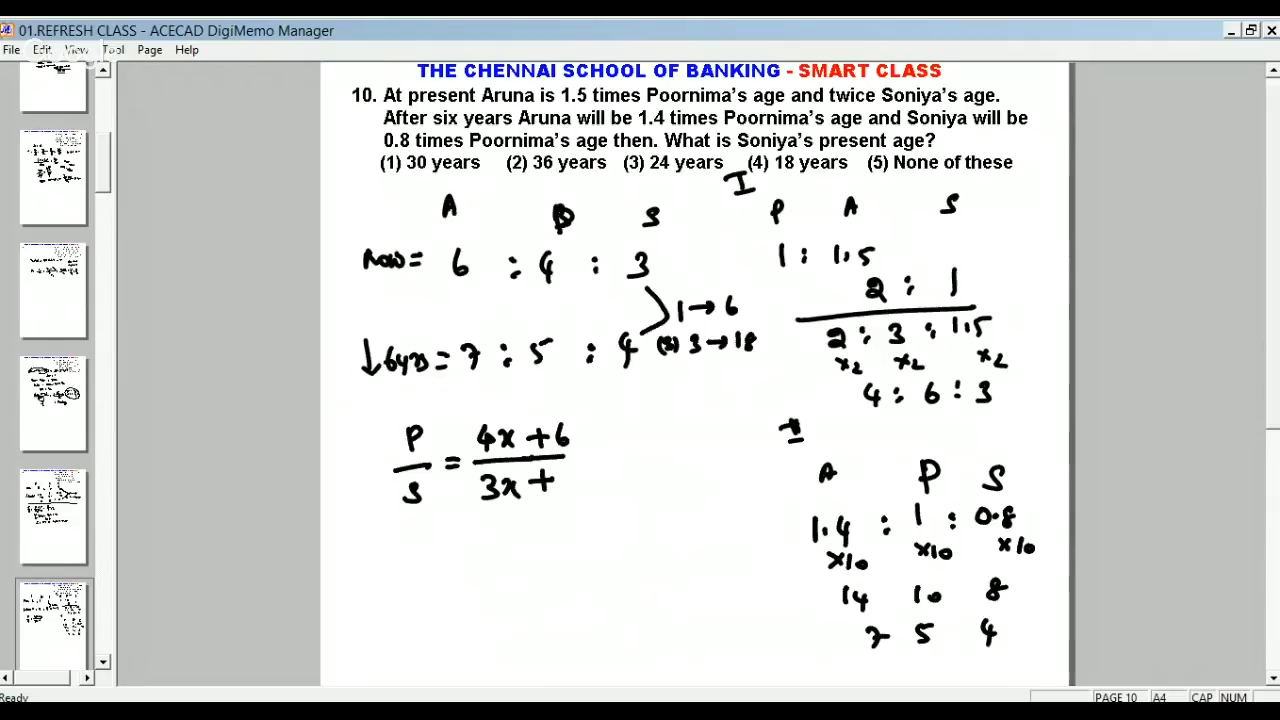 01.REFRESH CLASS - ACECAD DigiMemo Manager
File Edit View Tool Page Help
THE CHENNAI SCHOOL OF BANKING - SMART CLASS
10. At present Aruna is 1.5 times Poornima's age and twice Soniya's age.
After six years Aruna will be 1.4 times Poornima's age and Soniya will be
0.8 times Poornima's age then. What is Soniya's present age?
(1) 30 years (2) 36 years (3) 24 years (4) 18 years (5) None of these
I
A P S
Now = 6 : 4 : 3
1 → 6
(S) 3 → 18
↓ 6yrs = 7 : 5 : 4
P/S = 4x + 6 / 3x +
P A S
1 : 1.5
2 : 1
2 : 3 : 1.5
×2 ×2 ×2
4 : 6 : 3
A P S
1.4 : 1 : 0.8
×10 ×10 ×10
14 10 8
7 5 4
Ready
PAGE 10 A4 CAP NUM